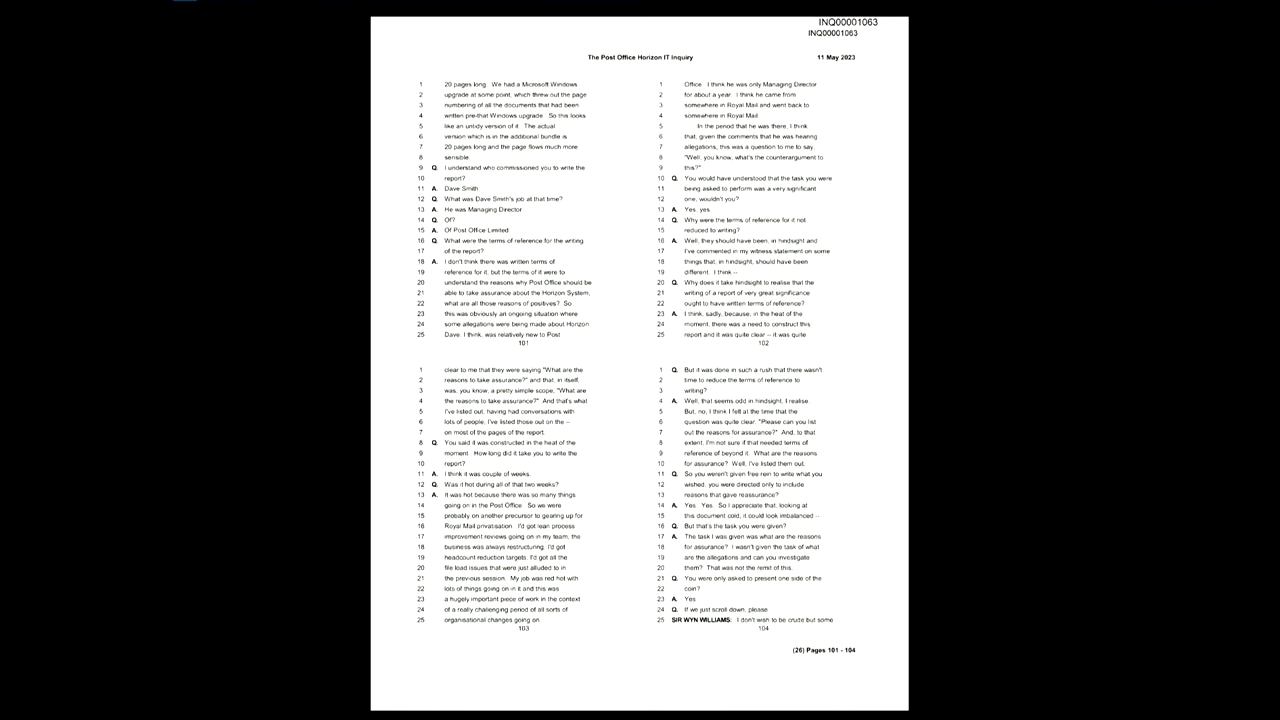 INQ00001063
INQ00001063
The Post Office Horizon IT Inquiry
11 May 2023
1 20 pages long. We had a Microsoft Windows
2 upgrade at some point, which threw out the page
3 numbering of all the documents that had been
4 written pre-that Windows upgrade. So this looks
5 like an untidy version of it. The actual
6 version which is in the additional bundle is
7 20 pages long and the page flows much more
8 sensible.
9 Q. I understand who commissioned you to write the
10 report?
11 A. Dave Smith
12 Q. What was Dave Smith's job at that time?
13 A. He was Managing Director
14 Q. Of?
15 A. Of Post Office Limited
16 Q. What were the terms of reference for the writing
17 of the report?
18 A. I don't think there was written terms of
19 reference for it, but the terms of it were to
20 understand the reasons why Post Office should be
21 able to take assurance about the Horizon System,
22 what are all those reasons of positives? So
23 this was obviously an ongoing situation where
24 some allegations were being made about Horizon
25 Dave, I think, was relatively new to Post
101
1 Office. I think he was only Managing Director
2 for about a year. I think he came from
3 somewhere in Royal Mail and went back to
4 somewhere in Royal Mail
5 In the period that he was there, I think
6 that, given the comments that he was hearing
7 allegations, this was a question to me to say,
8 "Well, you know, what's the counterargument to
9 this?"
10 Q. You would have understood that the task you were
11 being asked to perform was a very significant
12 one, wouldn't you?
13 A. Yes, yes
14 Q. Why were the terms of reference for it not
15 reduced to writing?
16 A. Well, they should have been, in hindsight and
17 I've commented in my witness statement on some
18 things that, in hindsight, should have been
19 different. I think --
20 Q. Why does it take hindsight to realise that the
21 writing of a report of very great significance
22 ought to have written terms of reference?
23 A. I think, sadly, because, in the heat of the
24 moment, there was a need to construct this
25 report and it was quite clear -- it was quite
102
1 clear to me that they were saying "What are the
2 reasons to take assurance?" and that, in itself,
3 was, you know, a pretty simple scope, "What are
4 the reasons to take assurance?" And that's what
5 I've listed out, having had conversations with
6 lots of people, I've listed those out on the --
7 on most of the pages of the report
8 Q. You said it was constructed in the heat of the
9 moment. How long did it take you to write the
10 report?
11 A. I think it was couple of weeks.
12 Q. Was it hot during all of that two weeks?
13 A. It was hot because there was so many things
14 going on in the Post Office. So we were
15 probably on another precursor to gearing up for
16 Royal Mail privatisation. I'd got lean process
17 improvement reviews going on in my team, the
18 business was always restructuring. I'd got
19 headcount reduction targets. I'd got all the
20 file load issues that were just alluded to in
21 the previous session. My job was red hot with
22 lots of things going on in it and this was
23 a hugely important piece of work in the context
24 of a really challenging period of all sorts of
25 organisational changes going on.
103
1 Q. But it was done in such a rush that there wasn't
2 time to reduce the terms of reference to
3 writing?
4 A. Well, that seems odd in hindsight, I realise.
5 But, no, I think I felt at the time that the
6 question was quite clear. "Please can you list
7 out the reasons for assurance?" And, to that
8 extent, I'm not sure if that needed terms of
9 reference of beyond it. What are the reasons
10 for assurance? Well, I've listed them out.
11 Q. So you weren't given free rein to write what you
12 wished, you were directed only to include
13 reasons that gave reassurance?
14 A. Yes. Yes. So I appreciate that, looking at
15 this document cold, it could look imbalanced --
16 Q. But that's the task you were given?
17 A. The task I was given was what are the reasons
18 for assurance? I wasn't given the task of what
19 are the allegations and can you investigate
20 them? That was not the remit of this.
21 Q. You were only asked to present one side of the
22 coin?
23 A. Yes
24 Q. If we just scroll down, please
25 SIR WYN WILLIAMS: I don't wish to be crude but some
104
(26) Pages 101 - 104